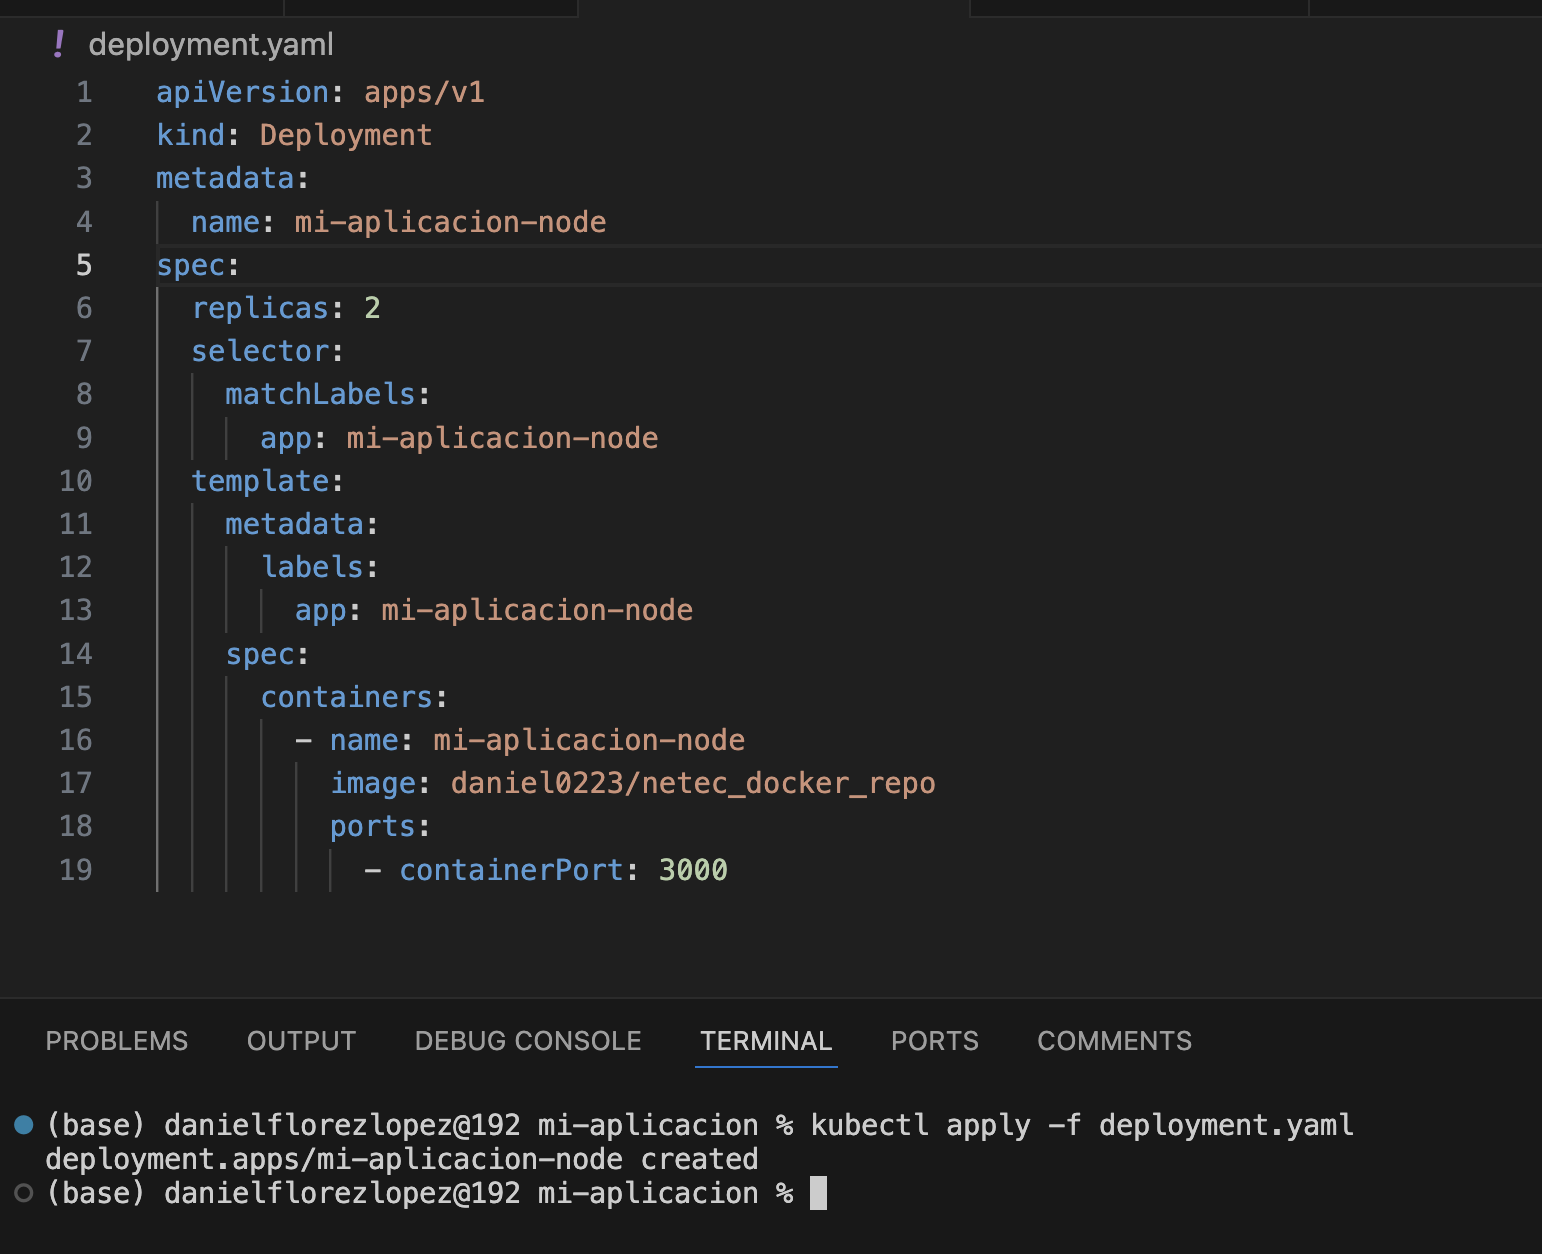 ! deployment.yaml
1 apiVersion: apps/v1
2 kind: Deployment
3 metadata:
4 name: mi-aplicacion-node
5 spec:
6 replicas: 2
7 selector:
8 matchLabels:
9 app: mi-aplicacion-node
10 template:
11 metadata:
12 labels:
13 app: mi-aplicacion-node
14 spec:
15 containers:
16 - name: mi-aplicacion-node
17 image: daniel0223/netec_docker_repo
18 ports:
19 - containerPort: 3000
PROBLEMS OUTPUT DEBUG CONSOLE TERMINAL PORTS COMMENTS
(base) danielflorezlopez@192 mi-aplicacion % kubectl apply -f deployment.yaml
deployment.apps/mi-aplicacion-node created
(base) danielflorezlopez@192 mi-aplicacion %